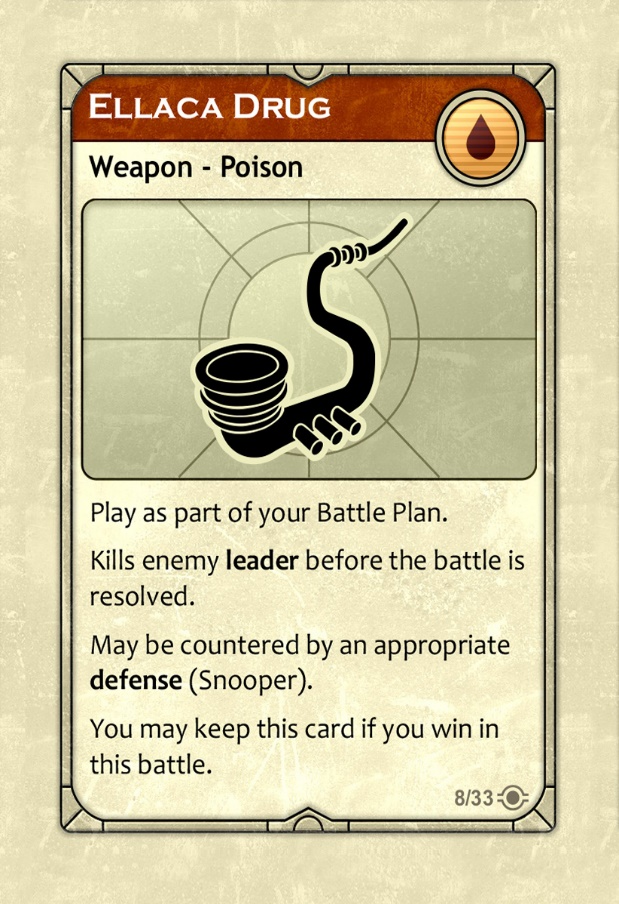 Ellaca Drug
Weapon - Poison
Play as part of your Battle Plan.
Kills enemy leader before the battle is
resolved.
May be countered by an appropriate
defense (Snooper).
You may keep this card if you win in
this battle.
8/33